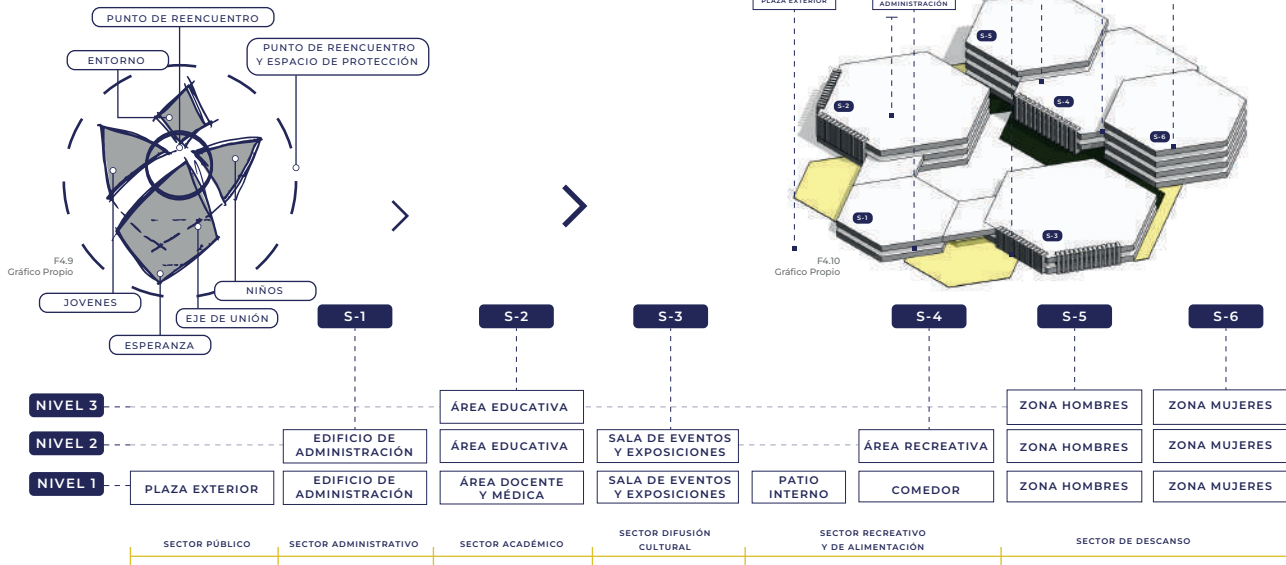 PUNTO DE REENCUENTRO
ENTORNO
PUNTO DE REENCUENTRO
Y ESPACIO DE PROTECCIÓN
F4.9
Gráfico Propio
JOVENES
NIÑOS
EJE DE UNIÓN
ESPERANZA
PLAZA EXTERIOR
ADMINISTRACIÓN
S-5
S-2
S-4
S-6
S-1
S-3
F4.10
Gráfico Propio
S-1
S-2
S-3
S-4
S-5
S-6
NIVEL 3
ÁREA EDUCATIVA
ZONA HOMBRES
ZONA MUJERES
NIVEL 2
EDIFICIO DE
ADMINISTRACIÓN
ÁREA EDUCATIVA
SALA DE EVENTOS
Y EXPOSICIONES
ÁREA RECREATIVA
ZONA HOMBRES
ZONA MUJERES
NIVEL 1
PLAZA EXTERIOR
EDIFICIO DE
ADMINISTRACIÓN
ÁREA DOCENTE
Y MÉDICA
SALA DE EVENTOS
Y EXPOSICIONES
PATIO
INTERNO
COMEDOR
ZONA HOMBRES
ZONA MUJERES
SECTOR PÚBLICO
SECTOR ADMINISTRATIVO
SECTOR ACADÉMICO
SECTOR DIFUSIÓN
CULTURAL
SECTOR RECREATIVO
Y DE ALIMENTACIÓN
SECTOR DE DESCANSO